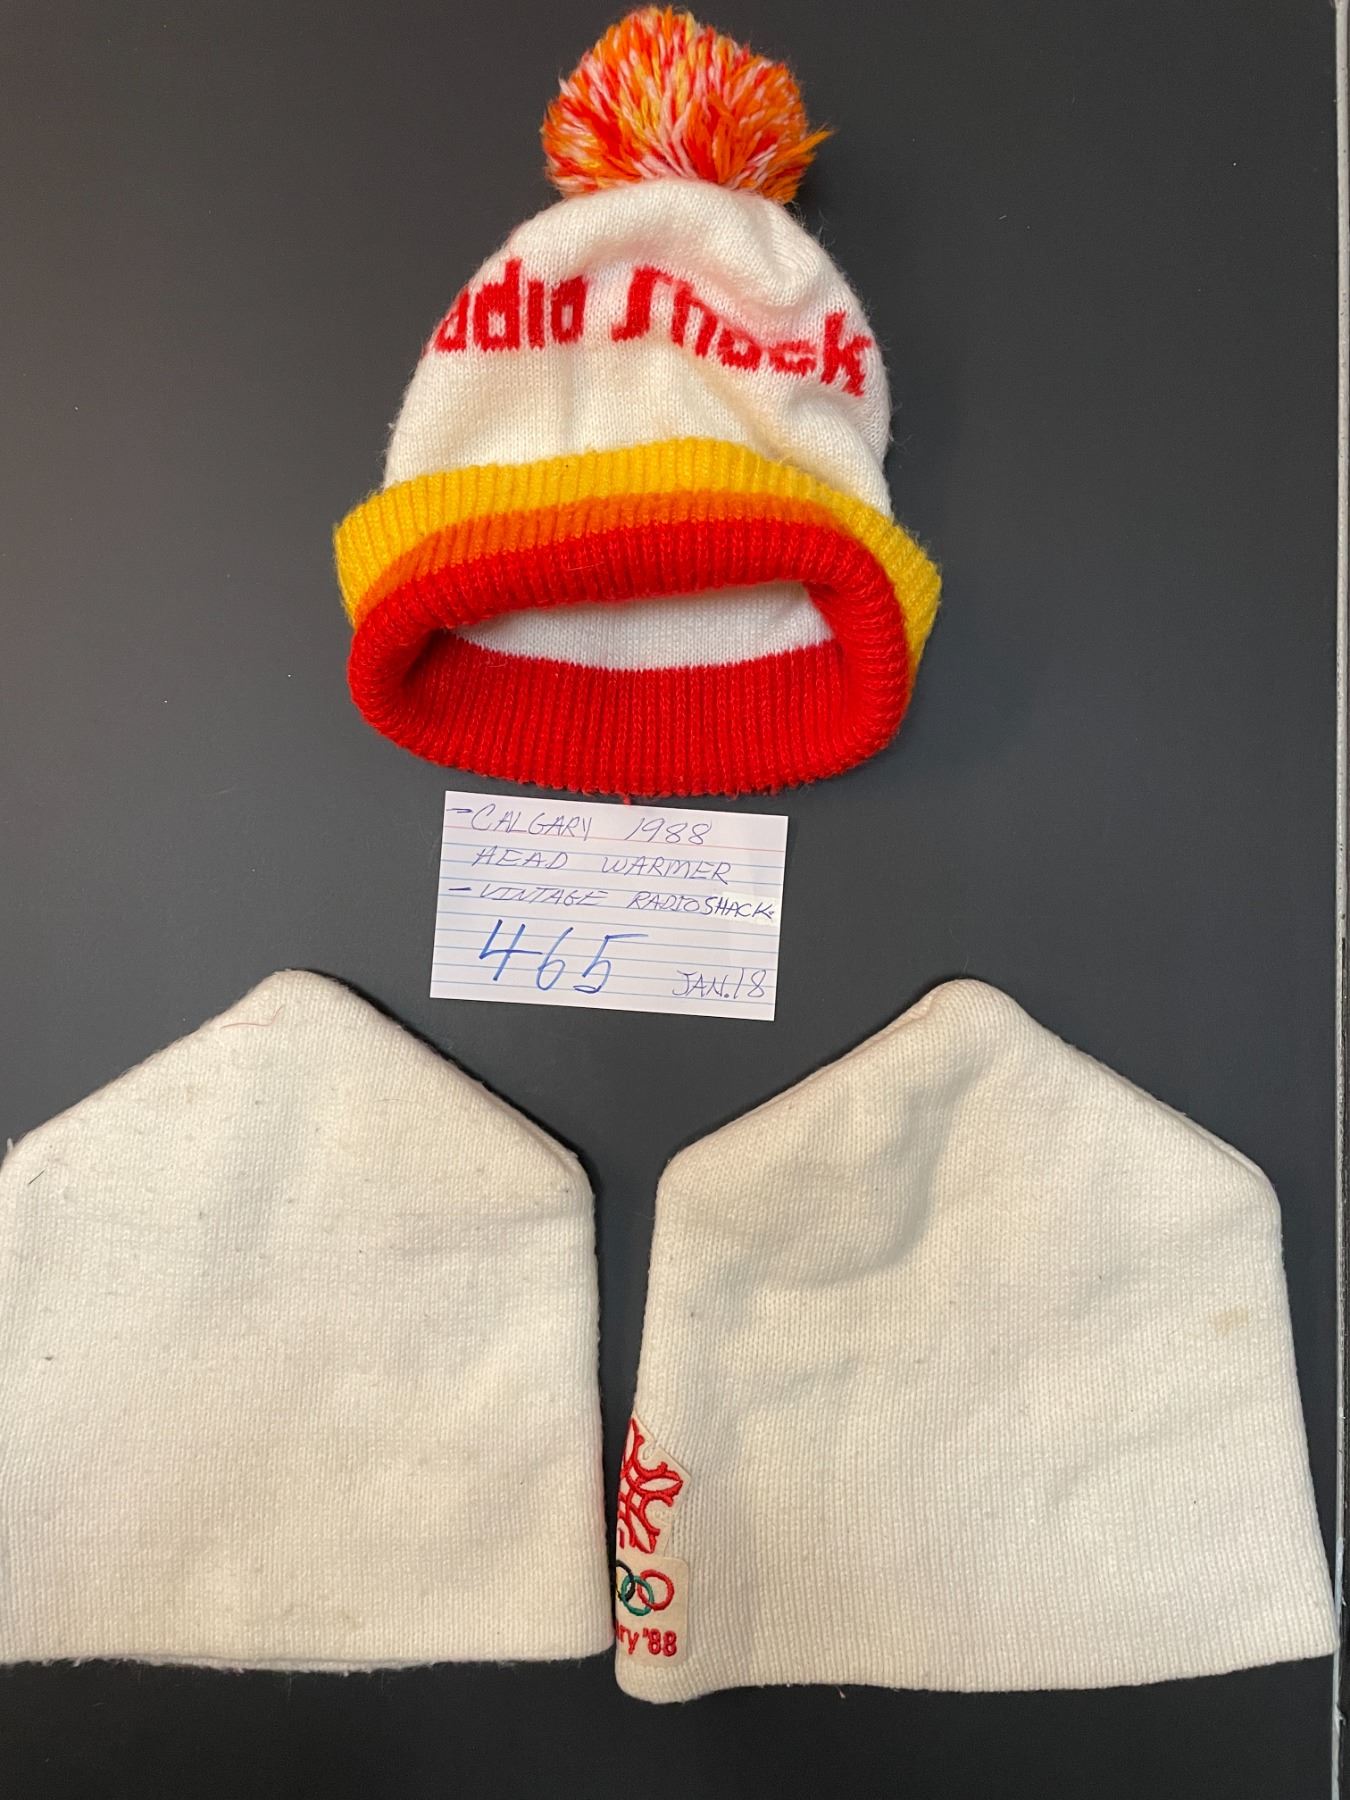 adio Shack
- CALGARY 1988
HEAD WARMER
- VINTAGE RADIOSHACK.
465 JAN. 18
ry '88